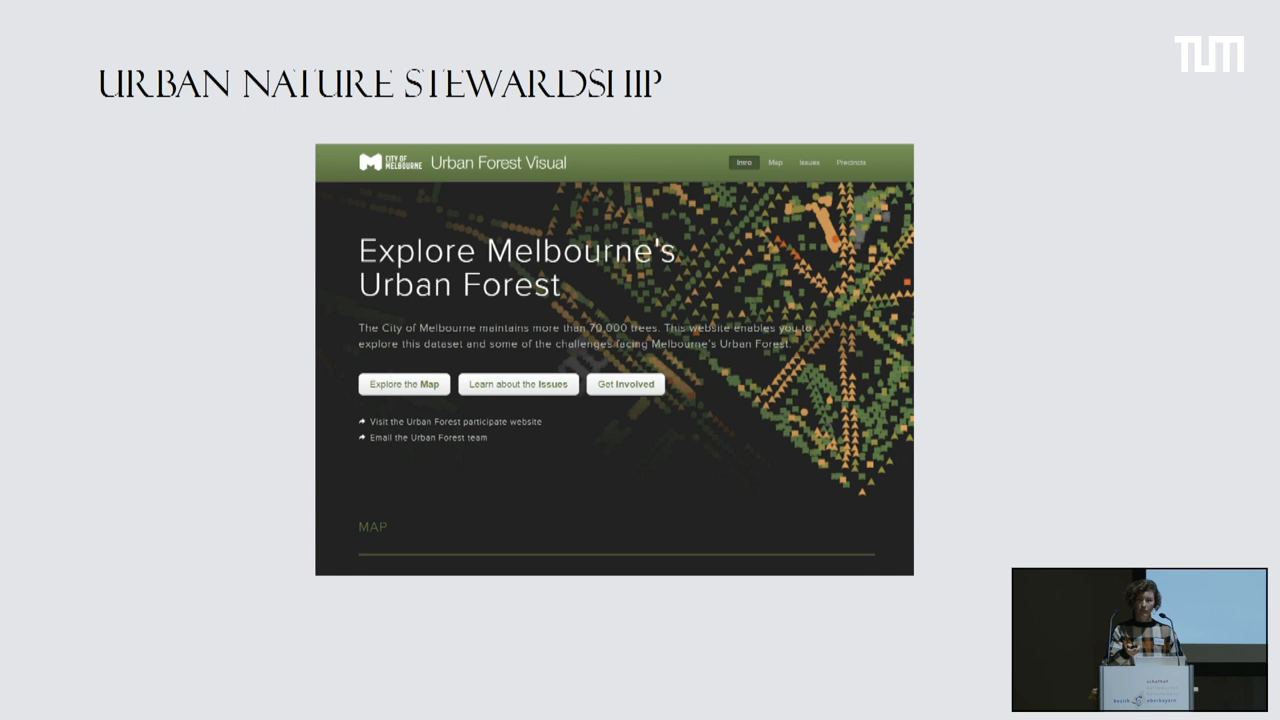 TUM
URBAN NATURE STEWARDSHIP
CITY OF
MELBOURNE
Urban Forest Visual
Intro Map Issues Precincts
Explore Melbourne's
Urban Forest
The City of Melbourne maintains more than 70,000 trees. This website enables you to
explore this dataset and some of the challenges facing Melbourne's Urban Forest.
Explore the Map Learn about the Issues Get Involved
Visit the Urban Forest participate website
Email the Urban Forest team
MAP
bezirk oberbayern